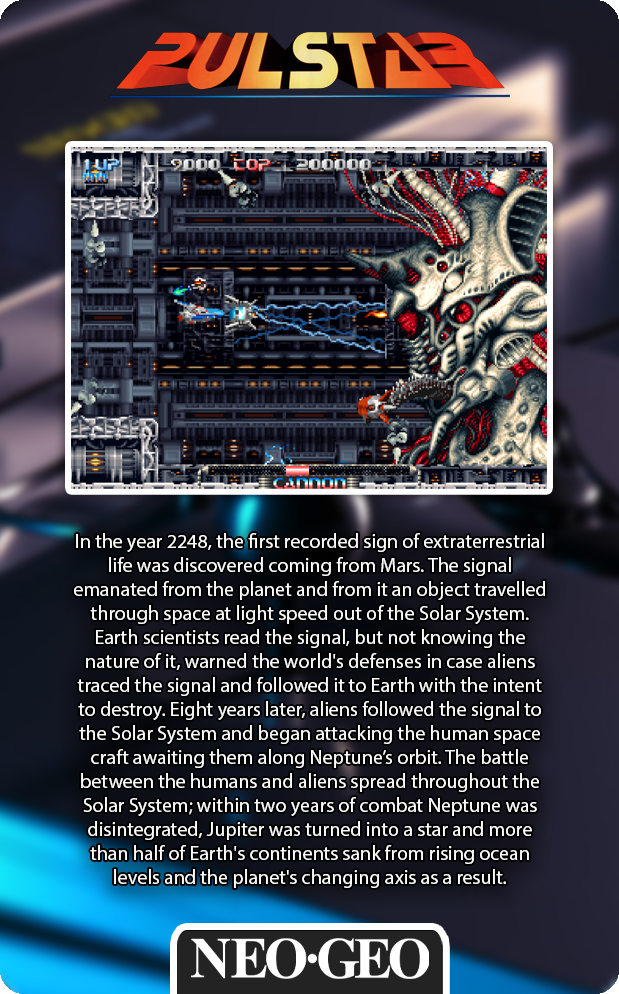 PULSTAR
1UP 9000 TOP 200000
CANNON
In the year 2248, the first recorded sign of extraterrestrial
life was discovered coming from Mars. The signal
emanated from the planet and from it an object travelled
through space at light speed out of the Solar System.
Earth scientists read the signal, but not knowing the
nature of it, warned the world's defenses in case aliens
traced the signal and followed it to Earth with the intent
to destroy. Eight years later, aliens followed the signal to
the Solar System and began attacking the human space
craft awaiting them along Neptune’s orbit. The battle
between the humans and aliens spread throughout the
Solar System; within two years of combat Neptune was
disintegrated, Jupiter was turned into a star and more
than half of Earth's continents sank from rising ocean
levels and the planet's changing axis as a result.
NEO•GEO